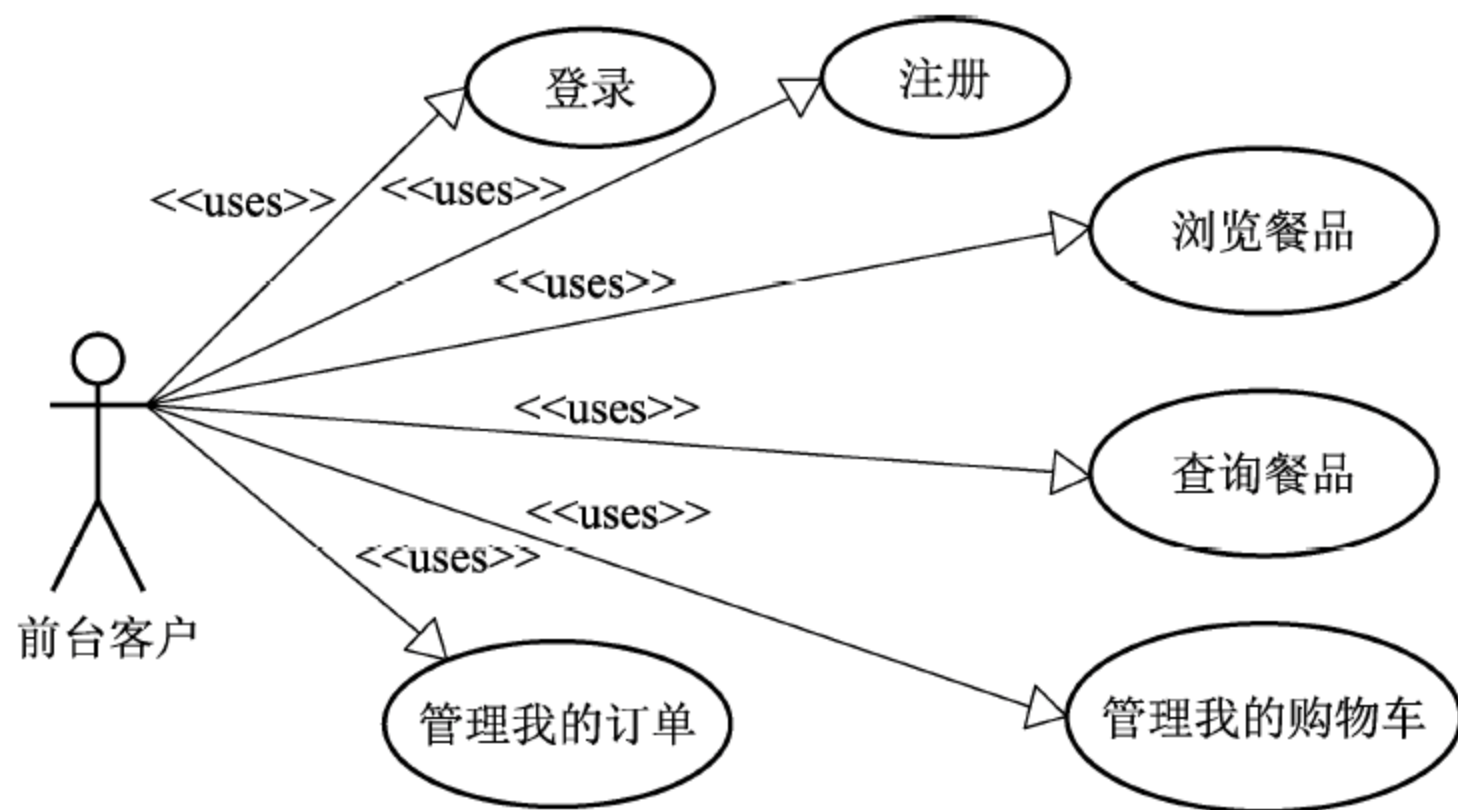 登录
注册
<<uses>>
<<uses>>
浏览餐品
<<uses>>
<<uses>>
查询餐品
<<uses>>
<<uses>>
前台客户
管理我的订单
管理我的购物车